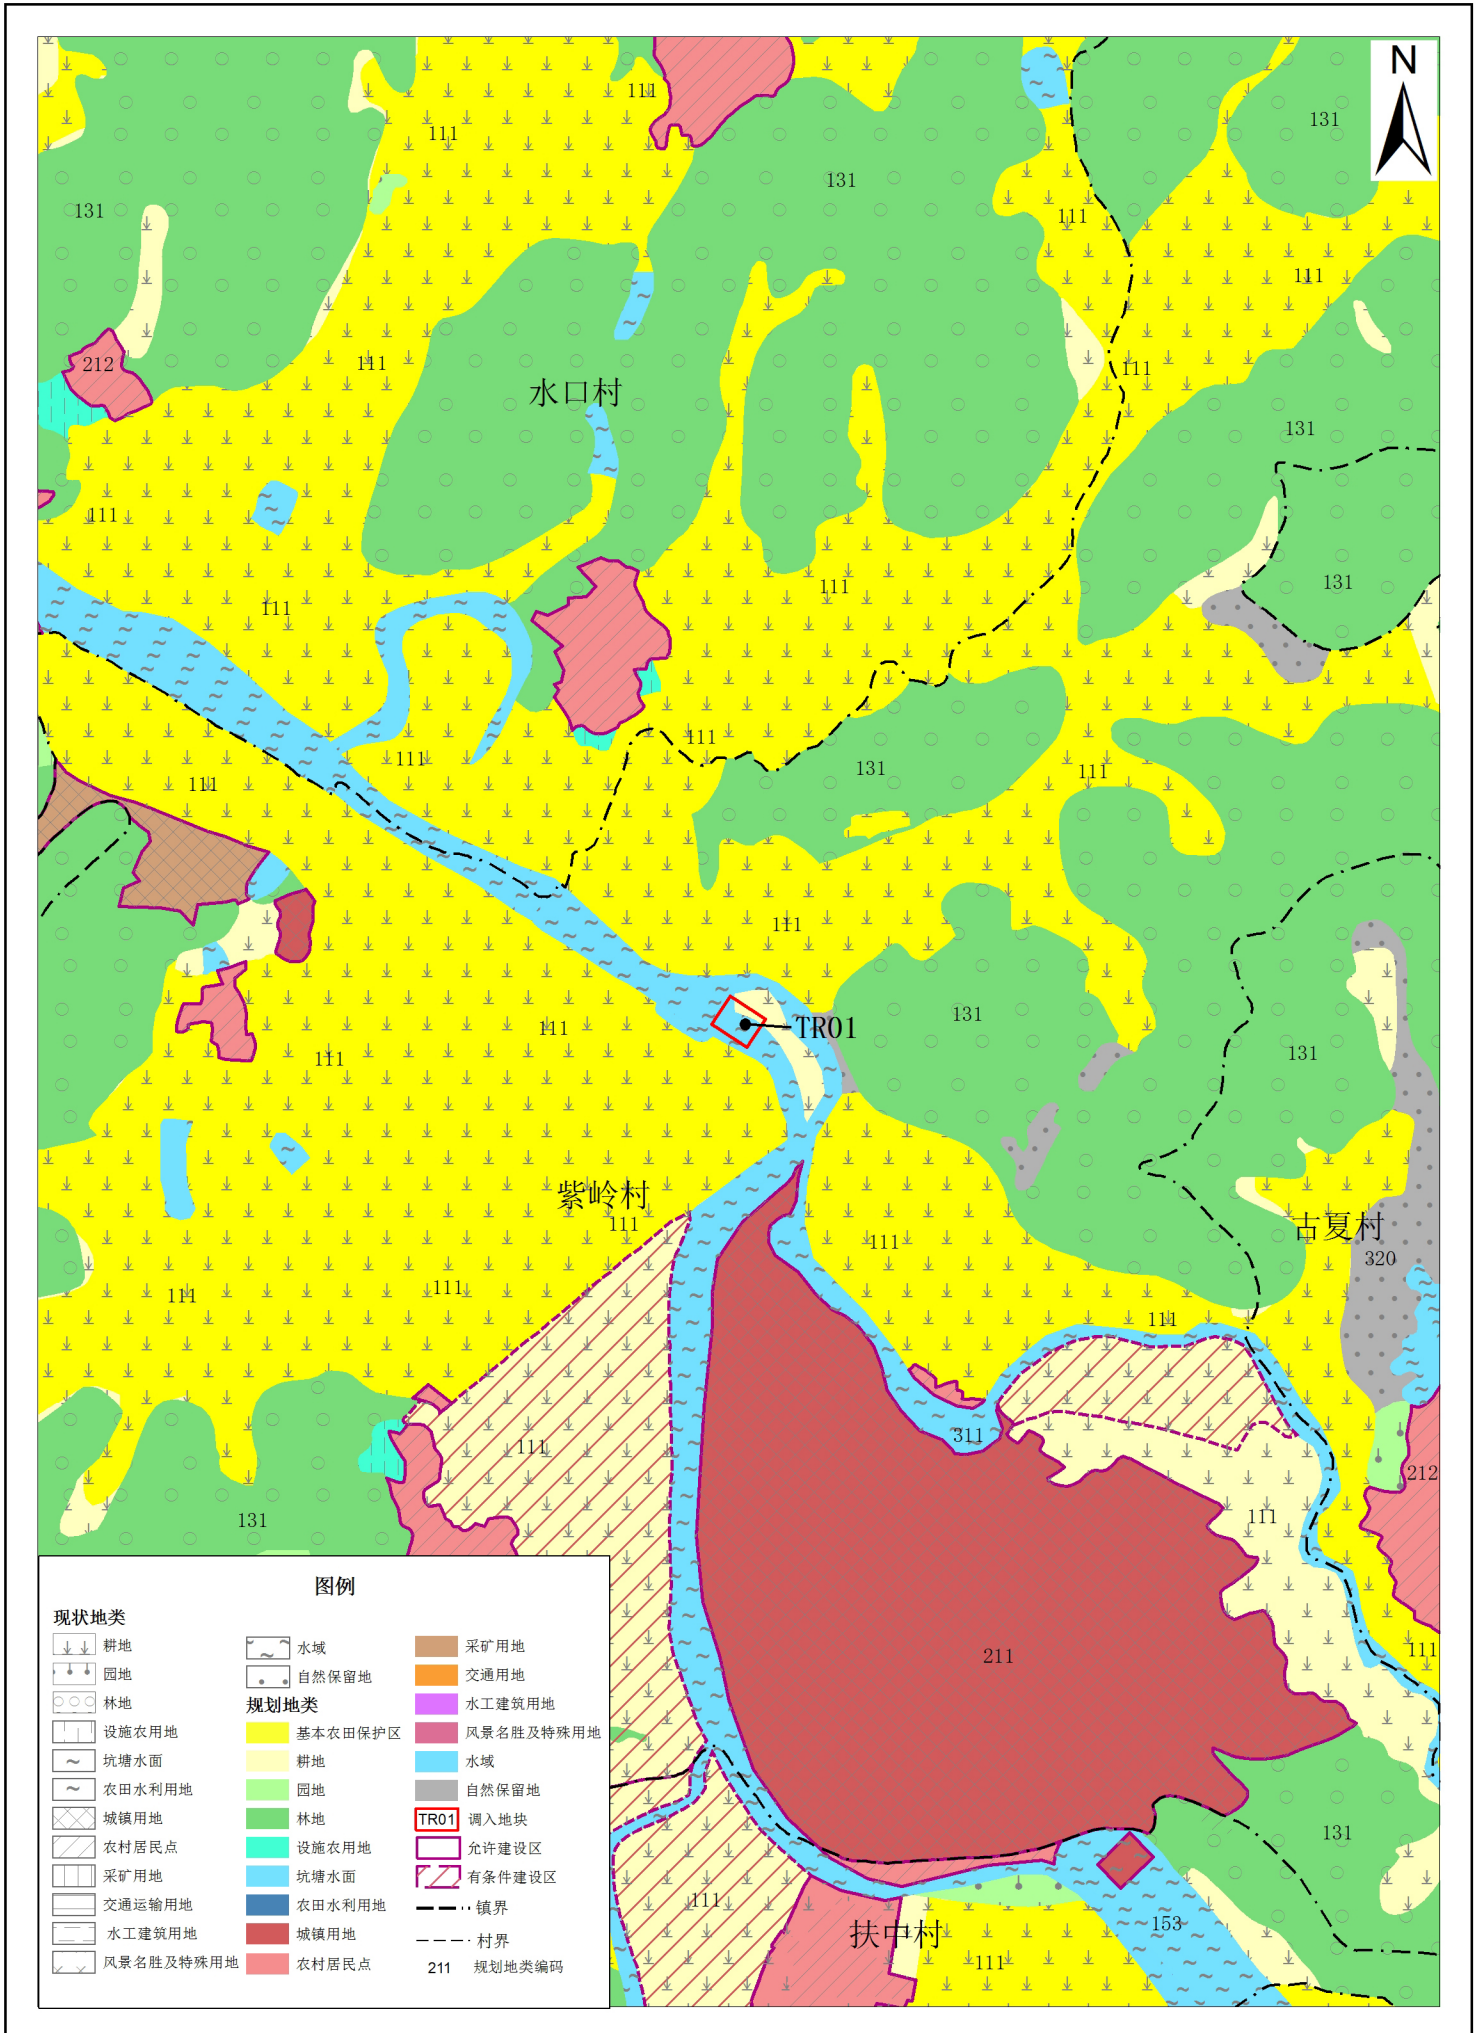 N
111
111
131
131
131
111
111
212
111
111
水口村
131
111
131
111
111
111
111
111
131
111
111
111
TR01
131
111
131
111
紫岭村
111
111
古夏村
320
111
111
111
311
111
212
131
111
211
111
131
111
扶中村
153
111
图例
现状地类
耕地
园地
林地
设施农用地
坑塘水面
农田水利用地
城镇用地
农村居民点
采矿用地
交通运输用地
水工建筑用地
风景名胜及特殊用地
水域
自然保留地
规划地类
基本农田保护区
耕地
园地
林地
设施农用地
坑塘水面
农田水利用地
城镇用地
农村居民点
采矿用地
交通用地
水工建筑用地
风景名胜及特殊用地
水域
自然保留地
TR01 调入地块
允许建设区
有条件建设区
镇界
村界
211 规划地类编码